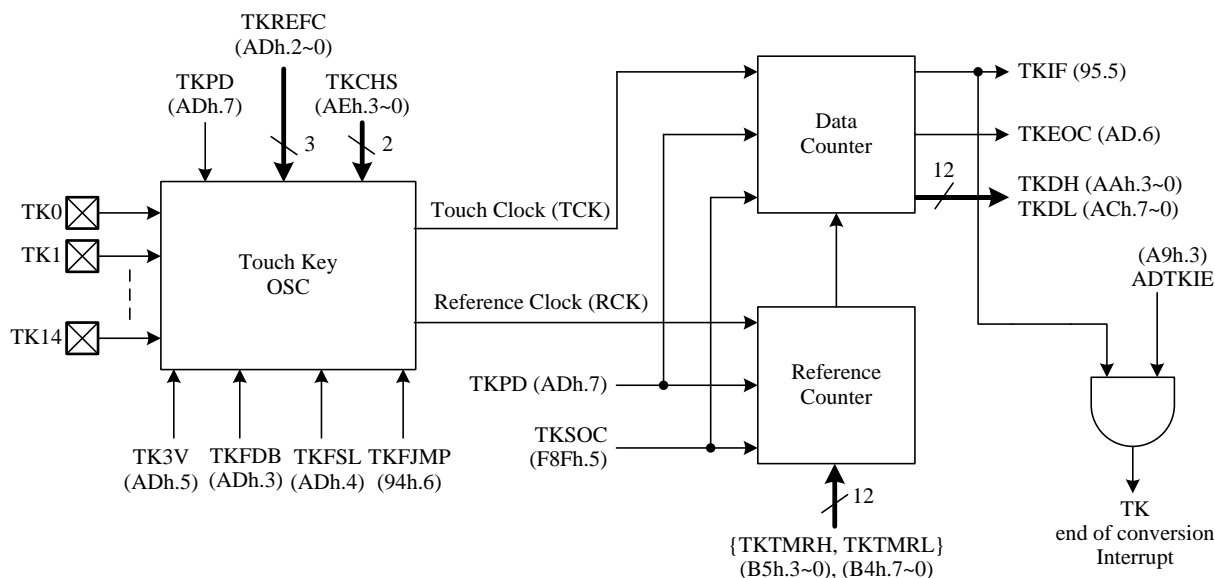 TKREFC
(ADh.2~0)
TKPD
(ADh.7)
TKCHS
(AEh.3~0)
3
2
TK0
TK1
TK14
Touch Key
OSC
Touch Clock (TCK)
Reference Clock (RCK)
TK3V
(ADh.5)
TKFDB
(ADh.3)
TKFSL
(ADh.4)
TKFJMP
(94h.6)
TKPD (ADh.7)
TKSOC
(F8Fh.5)
Data
Counter
Reference
Counter
12
{TKTMRH, TKTMRL}
(B5h.3~0), (B4h.7~0)
TKIF (95.5)
TKEOC (AD.6)
12
TKDH (AAh.3~0)
TKDL (ACh.7~0)
(A9h.3)
ADTKIE
TK
end of conversion
Interrupt